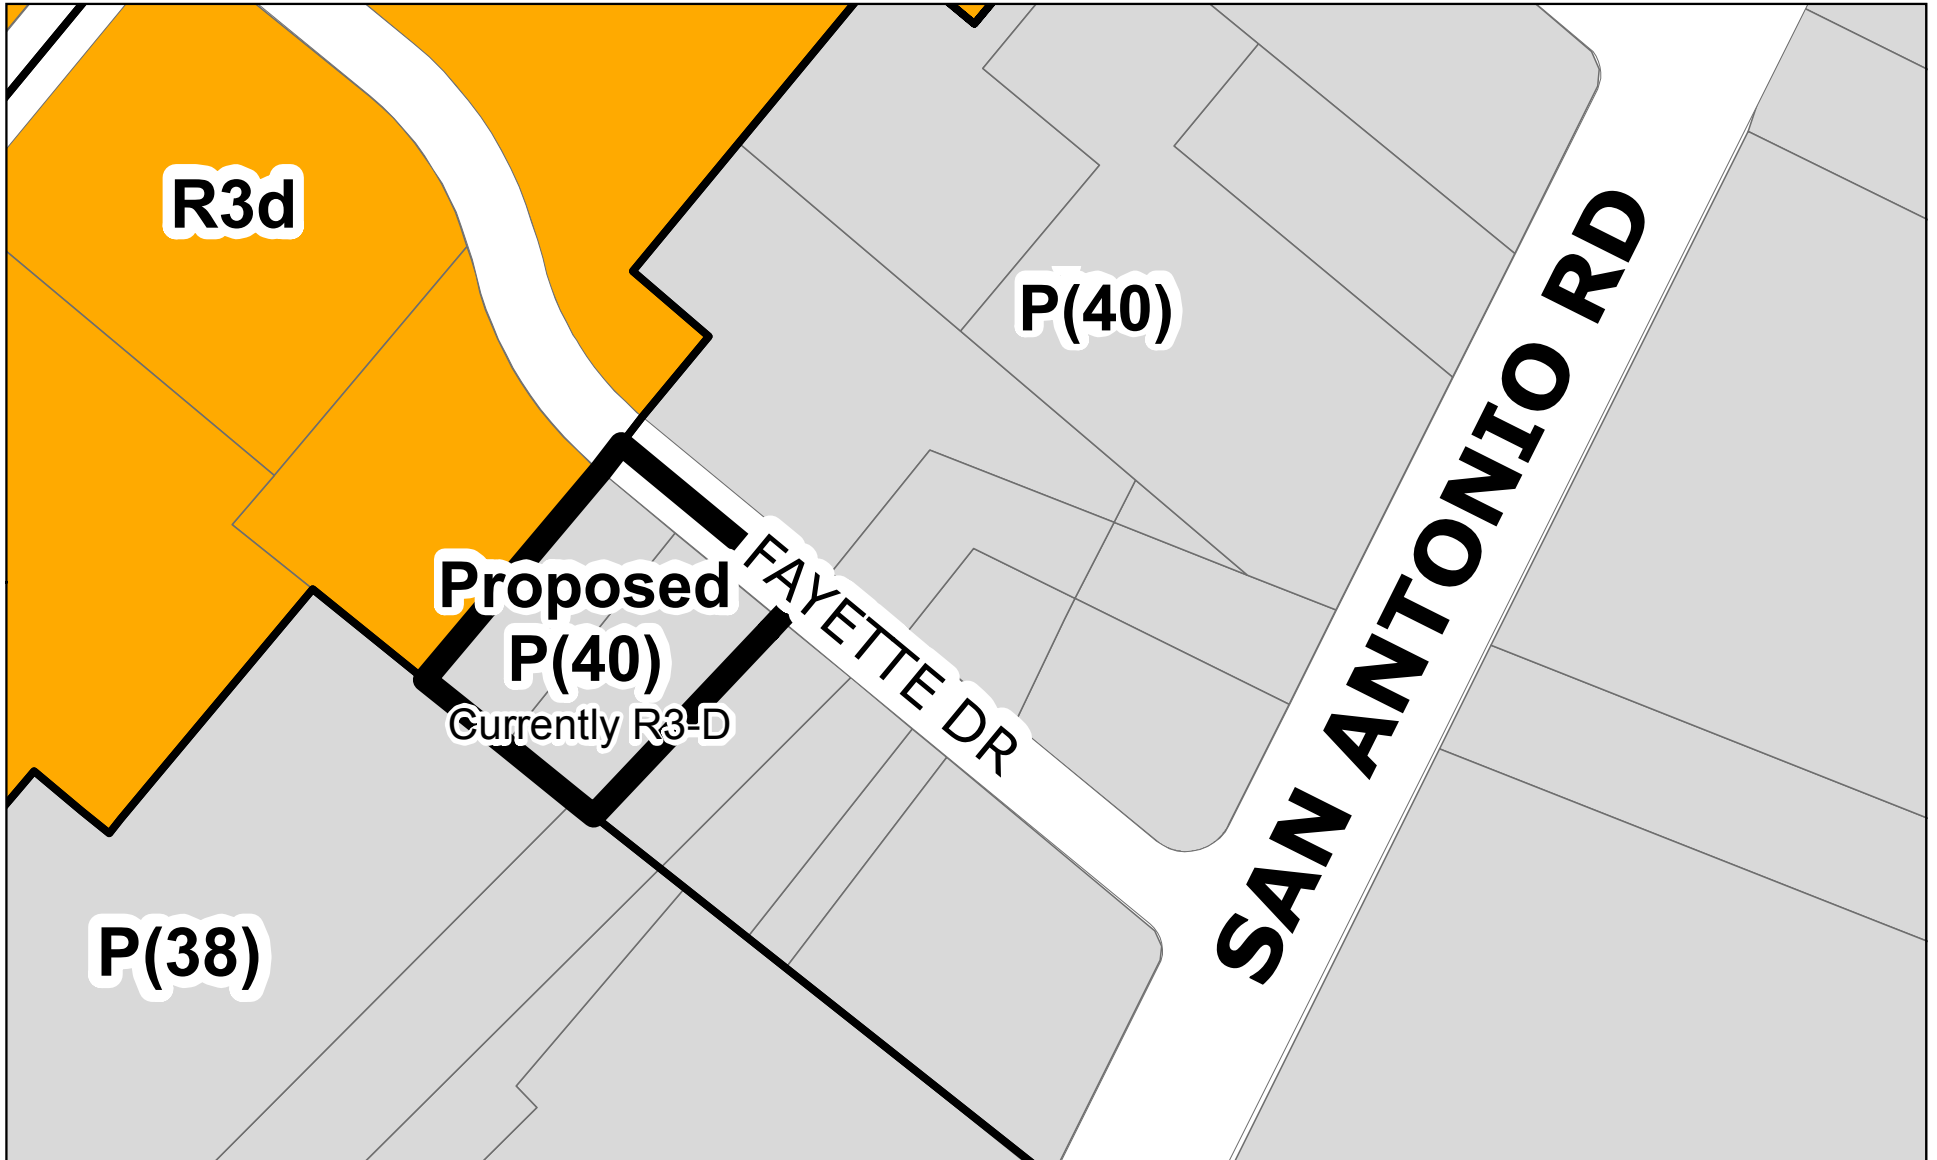 R3d
P(40)
SAN ANTONIO RD
Proposed
P(40)
Currently R3-D
FAYETTE DR
P(38)